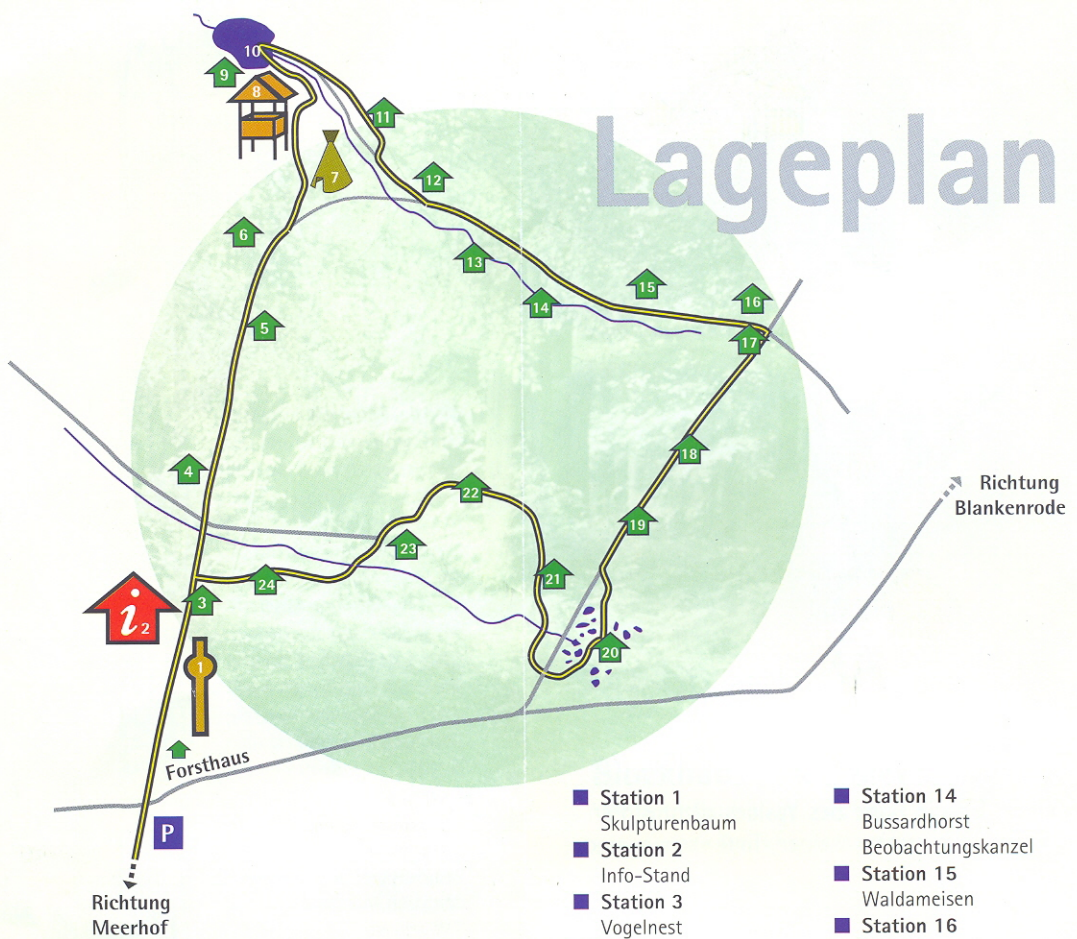 Lageplan
10
9
8
11
7
12
6
13
15
16
14
5
17
18
4
22
Richtung
Blankenrode
19
23
21
24
3
i 2
20
1
Forsthaus
P
Richtung
Meerhof
Station 1
Skulpturenbaum
Station 2
Info-Stand
Station 3
Vogelnest
Station 14
Bussardhorst
Beobachtungskanzel
Station 15
Waldameisen
Station 16